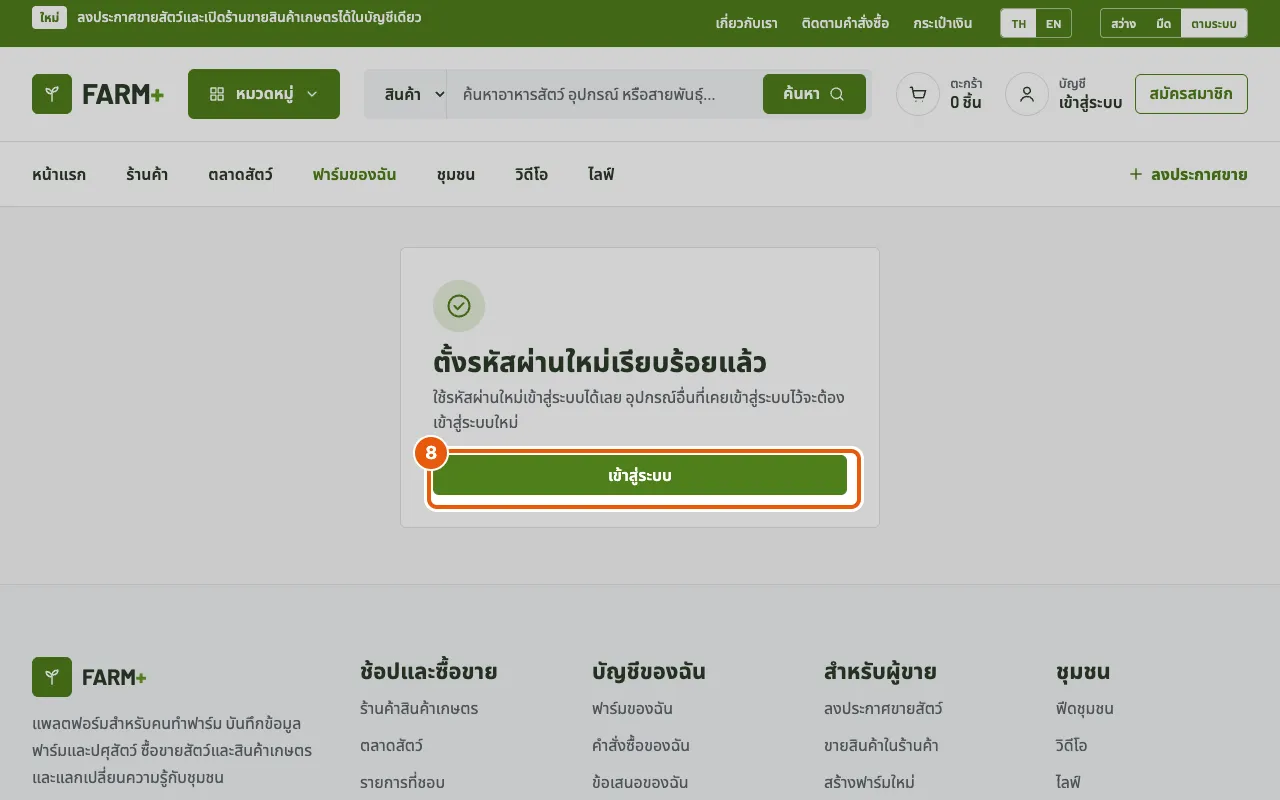 ใหม่ ลงประกาศขายสัตว์และเปิดร้านขายสินค้าเกษตรได้ในบัญชีเดียว
เกี่ยวกับเรา ติดตามคำสั่งซื้อ กระเป๋าเงิน TH EN สว่าง มืด ตามระบบ
FARM+ หมวดหมู่ สินค้า ค้นหาอาหารสัตว์ อุปกรณ์ หรือสายพันธุ์... ค้นหา
ตะกร้า
0 ชิ้น
บัญชี
เข้าสู่ระบบ
สมัครสมาชิก
หน้าแรก ร้านค้า ตลาดสัตว์ ฟาร์มของฉัน ชุมชน วิดีโอ ไลฟ์ + ลงประกาศขาย
ตั้งรหัสผ่านใหม่เรียบร้อยแล้ว
ใช้รหัสผ่านใหม่เข้าสู่ระบบได้เลย อุปกรณ์อื่นที่เคยเข้าสู่ระบบไว้จะต้อง
เข้าสู่ระบบใหม่
8
เข้าสู่ระบบ
FARM+
แพลตฟอร์มสำหรับคนทำฟาร์ม บันทึกข้อมูล
ฟาร์มและปศุสัตว์ ซื้อขายสัตว์และสินค้าเกษตร
และแลกเปลี่ยนความรู้กับชุมชน
ช้อปและซื้อขาย
ร้านค้าสินค้าเกษตร
ตลาดสัตว์
รายการที่ชอบ
บัญชีของฉัน
ฟาร์มของฉัน
คำสั่งซื้อของฉัน
ข้อเสนอของฉัน
สำหรับผู้ขาย
ลงประกาศขายสัตว์
ขายสินค้าในร้านค้า
สร้างฟาร์มใหม่
ชุมชน
ฟีดชุมชน
วิดีโอ
ไลฟ์